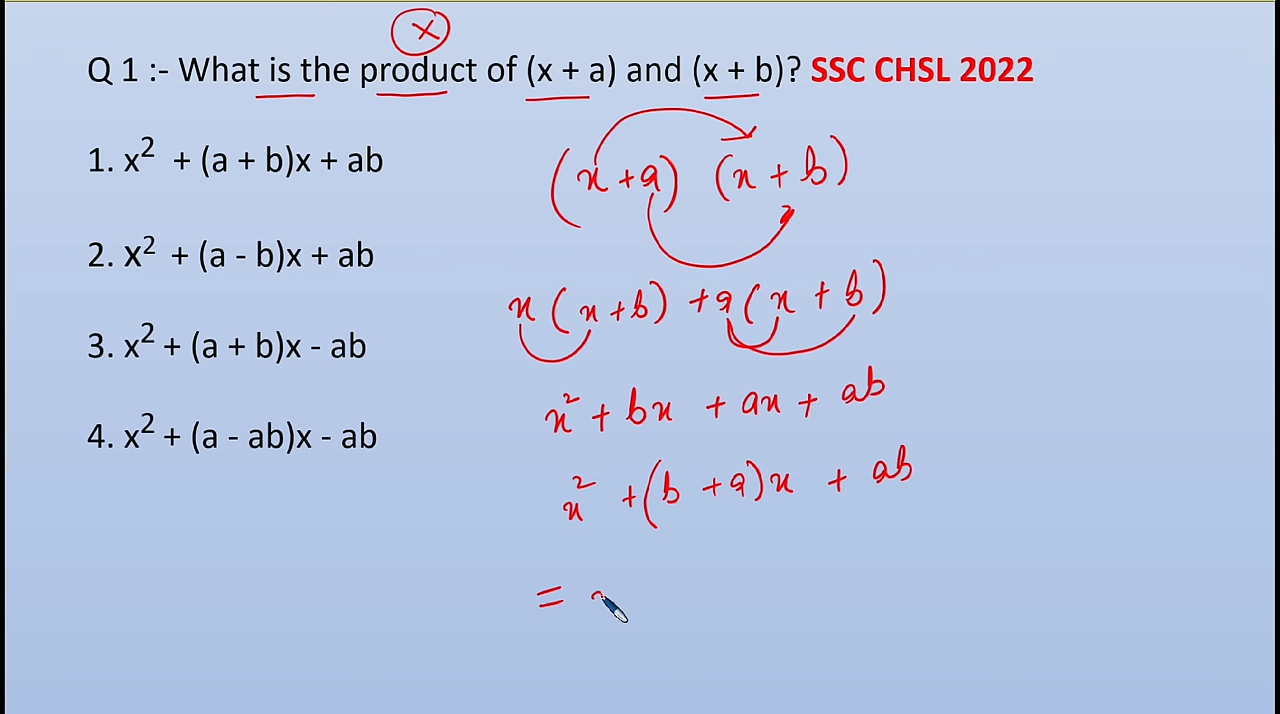 x
Q 1 :- What is the product of (x + a) and (x + b)? SSC CHSL 2022
1. x² + (a + b)x + ab
2. x² + (a - b)x + ab
3. x² + (a + b)x - ab
4. x² + (a - ab)x - ab
(x+a) (x+b)
x(x+b) +a(x+b)
x² + bx + ax + ab
x² +(b+a)x + ab
=